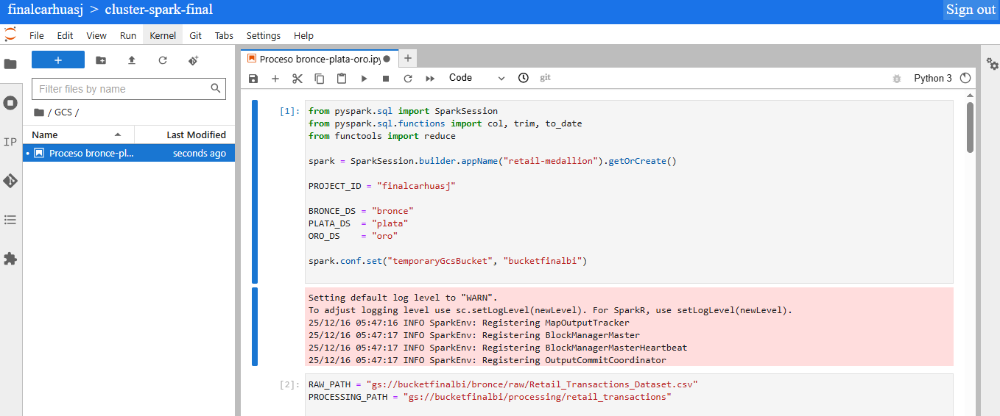 finalcarhuasj > cluster-spark-final
Sign out
File Edit View Run Kernel Git Tabs Settings Help
Proceso bronce-plata-oro.ipy
Filter files by name
Code
git
Python 3
/ GCS /
Name Last Modified
Proceso bronce-pl... seconds ago
IP
[1]: from pyspark.sql import SparkSession
from pyspark.sql.functions import col, trim, to_date
from functools import reduce
spark = SparkSession.builder.appName("retail-medallion").getOrCreate()
PROJECT_ID = "finalcarhuasj"
BRONCE_DS = "bronce"
PLATA_DS  = "plata"
ORO_DS    = "oro"
spark.conf.set("temporaryGcsBucket", "bucketfinalbi")
Setting default log level to "WARN".
To adjust logging level use sc.setLogLevel(newLevel). For SparkR, use setLogLevel(newLevel).
25/12/16 05:47:16 INFO SparkEnv: Registering MapOutputTracker
25/12/16 05:47:17 INFO SparkEnv: Registering BlockManagerMaster
25/12/16 05:47:17 INFO SparkEnv: Registering BlockManagerMasterHeartbeat
25/12/16 05:47:17 INFO SparkEnv: Registering OutputCommitCoordinator
[2]: RAW_PATH = "gs://bucketfinalbi/bronce/raw/Retail_Transactions_Dataset.csv"
PROCESSING_PATH = "gs://bucketfinalbi/processing/retail_transactions"